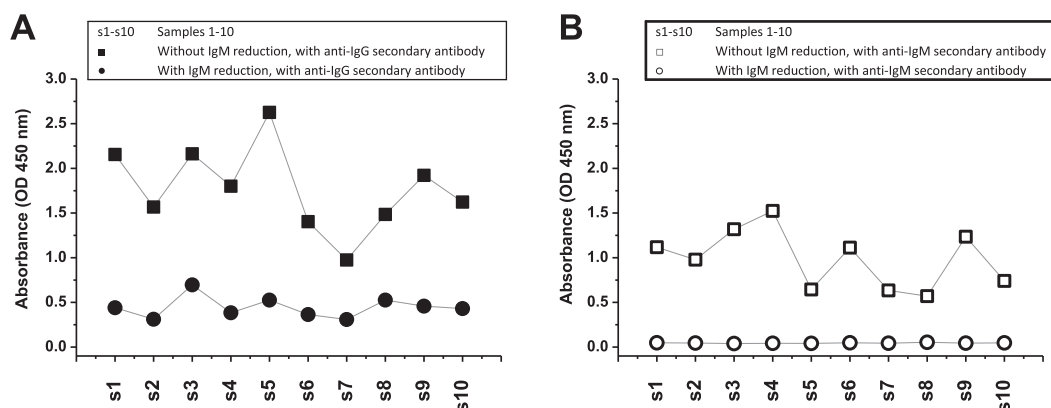 A
s1-s10 Samples 1-10
Without IgM reduction, with anti-IgG secondary antibody
With IgM reduction, with anti-IgG secondary antibody
Absorbance (OD 450 nm)
3.0
2.5
2.0
1.5
1.0
0.5
0.0
s1 s2 s3 s4 s5 s6 s7 s8 s9 s10
B
s1-s10 Samples 1-10
Without IgM reduction, with anti-IgM secondary antibody
With IgM reduction, with anti-IgM secondary antibody
Absorbance (OD 450 nm)
3.0
2.5
2.0
1.5
1.0
0.5
0.0
s1 s2 s3 s4 s5 s6 s7 s8 s9 s10